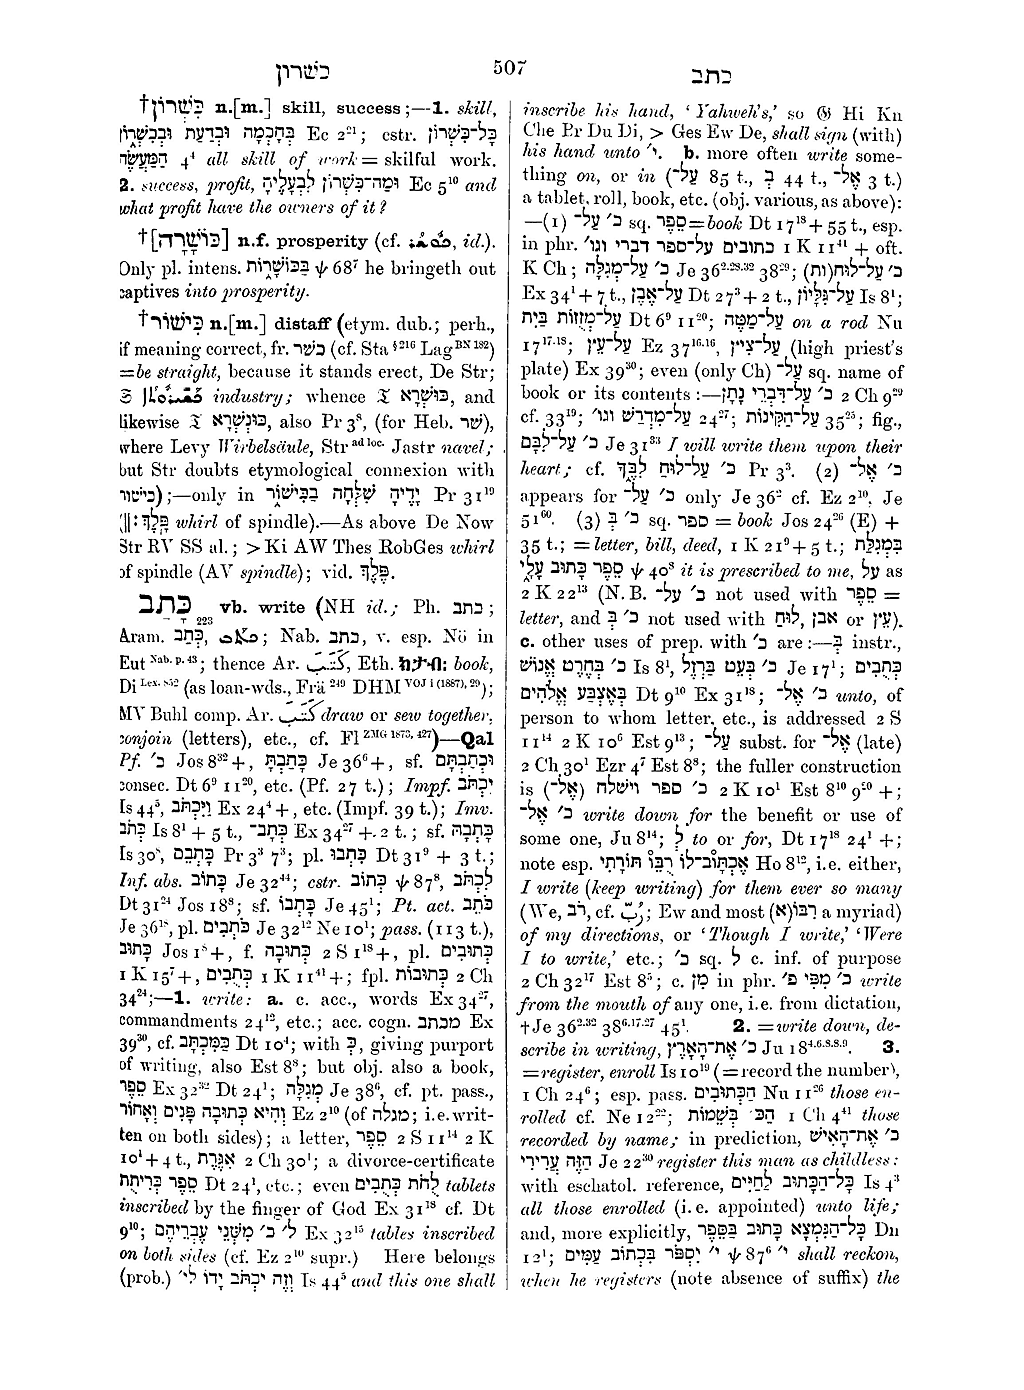 כשרון
507
כתב
†כִּשְׁרוֹן n.[m.] skill, success;—1. skill,
בְּחָכְמָה וּבְדַעַת וּבְכִשְׁרוֹן Ec 2²¹; cstr. כָּל־כִּשְׁרוֹן
הַמַּעֲשֶׂה 4⁴ all skill of work = skilful work.
2. success, profit, וּמַה־כִּשְׁרוֹן לִבְעָלֶיהָ Ec 5¹⁰ and
what profit have the owners of it?
†[כּוֹשָׁרָה] n.f. prosperity (cf. id.).
Only pl. intens. בַּכּוֹשָׁרוֹת ψ 68⁷ he bringeth out
captives into prosperity.
†כִּישׁוֹר n.[m.] distaff (etym. dub.; perh.,
if meaning correct, fr. כשׁר (cf. Sta §216 Lag BN 182)
= be straight, because it stands erect, De Str;
industry; whence כּוּשְׁרָא, and
likewise כּוּנְשְׁרָא, also Pr 3⁸, (for Heb. שֹׁר),
where Levy Wirbelsäule, Str ad loc. Jastr navel;
but Str doubts etymological connexion with
כישור);—only in יָדֶיהָ שִׁלְּחָה בַכִּישׁוֹר Pr 31¹⁹
(‖ פֶּלֶךְ: whirl of spindle).—As above De Now
Str RV SS al.; > Ki AW Thes RobGes whirl
of spindle (AV spindle); vid. פֶּלֶךְ.
כָּתַב 223 vb. write (NH id.; Ph. כתב;
Aram. כְּתַב, ; Nab. כתב, v. esp. Nö in
Eut Nab. p. 43; thence Ar. , Eth. book,
Di Lex. 852 (as loan-wds., Frä 249 DHM VOJ i (1887), 29);
MV Buhl comp. Ar. draw or sew together,
conjoin (letters), etc., cf. Fl ZMG 1873, 427)—Qal
Pf. כ׳ Jos 8³²+, כָּתַבְתָּ Je 36⁶+, sf. וּכְתַבְתָּם
consec. Dt 6⁹ 11²⁰, etc. (Pf. 27 t.); Impf. יִכְתֹּב
Is 44⁵, וַיִּכְתֹּב Ex 24⁴+, etc. (Impf. 39 t.); Imv.
כְּתֹב Is 8¹ + 5 t., כְּתָב־ Ex 34²⁷ + 2 t.; sf. כָּתְבָהּ
Is 30⁸, כָּתְבֵם Pr 3³ 7³; pl. כִּתְבוּ Dt 31⁹ + 3 t.;
Inf. abs. כָּתוֹב Je 32⁴⁴; cstr. כְּתוֹב ψ 87⁶, לִכְתֹּב
Dt 31²⁴ Jos 18⁸; sf. כָּתְבוֹ Je 45¹; Pt. act. כֹּתֵב
Je 36¹⁸, pl. כֹּתְבִים Je 32¹² Ne 10¹; pass. (113 t.),
כָּתוּב Jos 1⁸+, f. כְּתוּבָה 2 S 1¹⁸+, pl. כְּתוּבִים
1 K 15⁷+, כְּתֻבִים 1 K 11⁴¹+; fpl. כְּתוּבוֹת 2 Ch
34²⁴;—1. write: a. c. acc., words Ex 34²⁷,
commandments 24¹², etc.; acc. cogn. מכתב Ex
39³⁰, cf. כַּמִּכְתָּב Dt 10⁴; with כְּ, giving purport
of writing, also Est 8⁸; but obj. also a book,
סֵפֶר Ex 32³² Dt 24¹; מְגִלָּה Je 38⁶, cf. pt. pass.,
וְהִיא כְתוּבָה פָּנִים וְאָחוֹר Ez 2¹⁰ (of מגלה; i.e. writ-
ten on both sides); a letter, סֵפֶר 2 S 11¹⁴ 2 K
10¹ + 4 t., אִגֶּרֶת 2 Ch 30¹; a divorce-certificate
סֵפֶר כְּרִיתֻת Dt 24¹, etc.; even לֻחֹת כְּתֻבִים tablets
inscribed by the finger of God Ex 31¹⁸ cf. Dt
9¹⁰; ל׳ כ׳ מִשְּׁנֵי עֶבְרֵיהֶם Ex 32¹⁵ tables inscribed
on both sides (cf. Ez 2¹⁰ supr.) Here belongs
(prob.) וְזֶה יִכְתֹּב יָדוֹ לי׳ Is 44⁵ and this one shall
inscribe his hand, ‘Yahweh's,’ so 𝔊 Hi Kn
Che Br Du Di, > Ges Ew De, shall sign (with)
his hand unto י׳. b. more often write some-
thing on, or in (עַל־ 85 t., בְּ 44 t., אֶל־ 3 t.)
a tablet, roll, book, etc. (obj. various, as above):
—(1) כ׳ עַל־ sq. סֵפֶר = book Dt 17¹⁸ + 55 t., esp.
in phr. כתובים על־ספר דברי וגו׳ 1 K 11⁴¹ + oft.
K Ch; כ׳ עַל־מְגִלָּה Je 36².²⁸.³² 38²⁹; כ׳ עַל־לוּחַ(וֹת)
Ex 34¹ + 7 t., עַל־אֶבֶן Dt 27³ + 2 t., עַל־גִּלָּיוֹן Is 8¹;
עַל־מְזֻזוֹת בַּיִת Dt 6⁹ 11²⁰; עַל־מַטֶּה on a rod Nu
17¹⁷·¹⁸; עַל־עֵץ Ez 37¹⁶·¹⁶, עַל־צִיץ (high priest's
plate) Ex 39³⁰; even (only Ch) עַל־ sq. name of
book or its contents:—כ׳ עַל־דִּבְרֵי נָתָן 2 Ch 9²⁹
cf. 33¹⁹; עַל־מִדְרַשׁ וגו׳ 24²⁷; עַל־הַקִּינוֹת 35²⁵; fig.,
כ׳ עַל־לִבָּם Je 31³³ I will write them upon their
heart; cf. כ׳ עַל־לוּחַ לִבֶּךָ Pr 3³. (2) כ׳ אֶל־
appears for כ׳ עַל־ only Je 36² cf. Ez 2¹⁰, Je
51⁶⁰. (3) כ׳ בְּ sq. ספר = book Jos 24²⁶ (E) +
35 t.; = letter, bill, deed, 1 K 21⁹ + 5 t.; בִּמְגִלַּת
סֵפֶר כָּתוּב עָלָי ψ 40⁸ it is prescribed to me, על as
2 K 22¹³ (N.B. כ׳ עַל־ not used with סֵפֶר =
letter, and כ׳ בְּ not used with לוּחַ, אבן or עֵץ).
c. other uses of prep. with כ׳ are:—בְּ instr.,
כ׳ בְּחֶרֶט אֱנוֹשׁ Is 8¹, כ׳ בְּעֵט בַּרְזֶל Je 17¹; כְּתֻבִים
בְּאֶצְבַּע אֱלֹהִים Dt 9¹⁰ Ex 31¹⁸; כ׳ אֶל־ unto, of
person to whom letter, etc., is addressed 2 S
11¹⁴ 2 K 10⁶ Est 9¹³; עַל־ subst. for אֶל־ (late)
2 Ch 30¹ Ezr 4⁷ Est 8⁸; the fuller construction
is כ׳ ספר וישלח (אֶל־) 2 K 10¹ Est 8¹⁰ 9²⁰ +;
כ׳ אֶל־ write down for the benefit or use of
some one, Ju 8¹⁴; לְ to or for, Dt 17¹⁸ 24¹ +;
note esp. אֶכְתָּוֹב־לוֹ רֻבֵּו תּוֹרָתִי Ho 8¹², i.e. either,
I write (keep writing) for them ever so many
(We, רֹב, cf. ; Ew and most רִבּוֹ(א) a myriad)
of my directions, or ‘Though I write,’ ‘Were
I to write,’ etc.; כ׳ sq. לְ c. inf. of purpose
2 Ch 32¹⁷ Est 8⁵; c. מִן in phr. כ׳ מִפִּי פ׳ write
from the mouth of any one, i.e. from dictation,
†Je 36².³² 38⁶·¹⁷·²⁷ 45¹. 2. = write down, de-
scribe in writing, כ׳ אֶת־הָאָרֶץ Ju 18⁴·⁶·⁸·⁸·⁹. 3.
= register, enroll Is 10¹⁹ (= record the number),
1 Ch 24⁶; esp. pass. הַכְּתוּבִים Nu 11²⁶ those en-
rolled cf. Ne 12²²; הַכ׳ בְּשֵׁמוֹת 1 Ch 4⁴¹ those
recorded by name; in prediction, כ׳ אֶת־הָאִישׁ
הַזֶּה עֲרִירִי Je 22³⁰ register this man as childless:
with eschatol. reference, כָּל־הַכָּתוּב לַחַיִּים Is 4³
all those enrolled (i.e. appointed) unto life;
and, more explicitly, כָּל־הַנִּמְצָא כָּתוּב בַּסֵּפֶר Dn
12¹; י׳ יִסְפֹּר בִּכְתוֹב עַמִּים ψ 87⁶ י׳ shall reckon,
when he registers (note absence of suffix) the